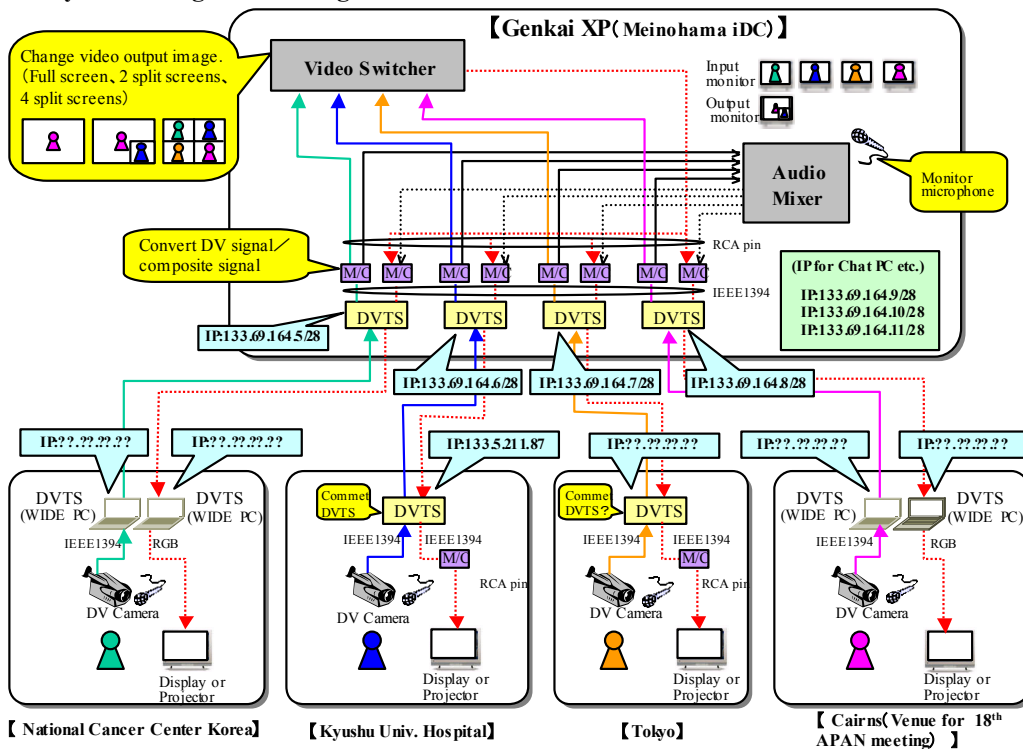 【Genkai XP(Meinohama iDC)】
Change video output image.
(Full screen、2 split screens、
4 split screens)
Video Switcher
Input
monitor
Output
monitor
Audio
Mixer
Monitor
microphone
Convert DV signal／
composite signal
RCA pin
M/C
M/C
M/C
M/C
M/C
M/C
M/C
M/C
IEEE1394
(IP for Chat PC etc.)
IP:133.69.164.9/28
IP:133.69.164.10/28
IP:133.69.164.11/28
DVTS
DVTS
DVTS
DVTS
IP:133.69.164.5/28
IP:133.69.164.6/28
IP:133.69.164.7/28
IP:133.69.164.8/28
IP:??.??.??.??
IP:??.??.??.??
IP:133.5.211.87
IP:??.??.??.??
IP:??.??.??.??
IP:??.??.??.??
DVTS
(WIDE PC)
DVTS
(WIDE PC)
IEEE1394
RGB
DV Camera
Display or
Projector
Commet
DVTS
DVTS
IEEE1394
IEEE1394
M/C
RCA pin
DV Camera
Display or
Projector
Commet
DVTS?
DVTS
IEEE1394
IEEE1394
M/C
RCA pin
DV Camera
Display or
Projector
DVTS
(WIDE PC)
DVTS
(WIDE PC)
IEEE1394
RGB
DV Camera
Display or
Projector
【 National Cancer Center Korea】
【 Kyushu Univ. Hospital】
【Tokyo】
【 Cairns(Venue for 18th
APAN meeting) 】